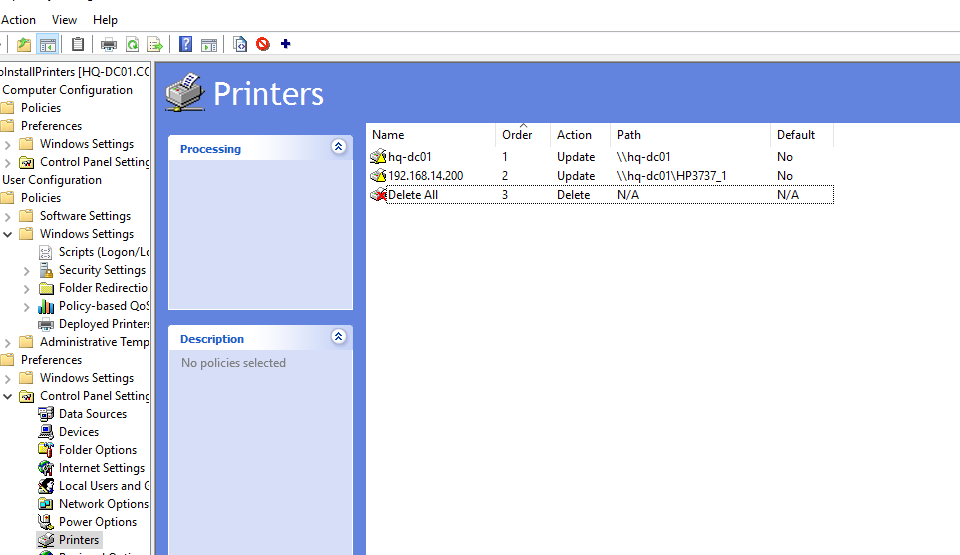 Action View Help
oInstallPrinters [HQ-DC01.CO
Computer Configuration
Policies
Preferences
Windows Settings
Control Panel Setting
User Configuration
Policies
Software Settings
Windows Settings
Scripts (Logon/Lo
Security Settings
Folder Redirectio
Policy-based QoS
Deployed Printers
Administrative Temp
Preferences
Windows Settings
Control Panel Setting
Data Sources
Devices
Folder Options
Internet Settings
Local Users and G
Network Options
Power Options
Printers
Printers
Processing
Description
No policies selected
Name Order Action Path Default
hq-dc01 1 Update \\hq-dc01 No
192.168.14.200 2 Update \\hq-dc01\HP3737_1 No
Delete All 3 Delete N/A N/A